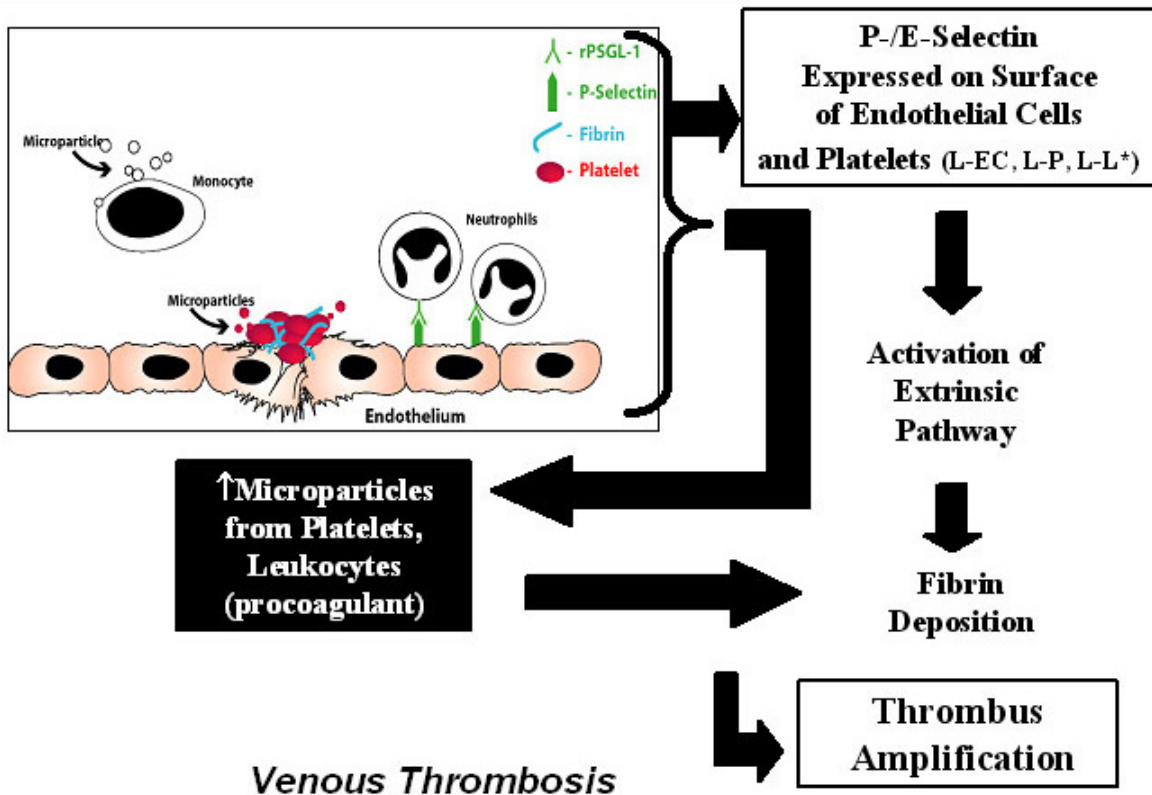 - rPSGL-1
- P-Selectin
- Fibrin
- Platelet
Microparticle
Monocyte
Neutrophils
Microparticles
Endothelium
P-/E-Selectin
Expressed on Surface
of Endothelial Cells
and Platelets (L-EC, L-P, L-L*)
Activation of
Extrinsic
Pathway
↑Microparticles
from Platelets,
Leukocytes
(procoagulant)
Fibrin
Deposition
Thrombus
Amplification
Venous Thrombosis